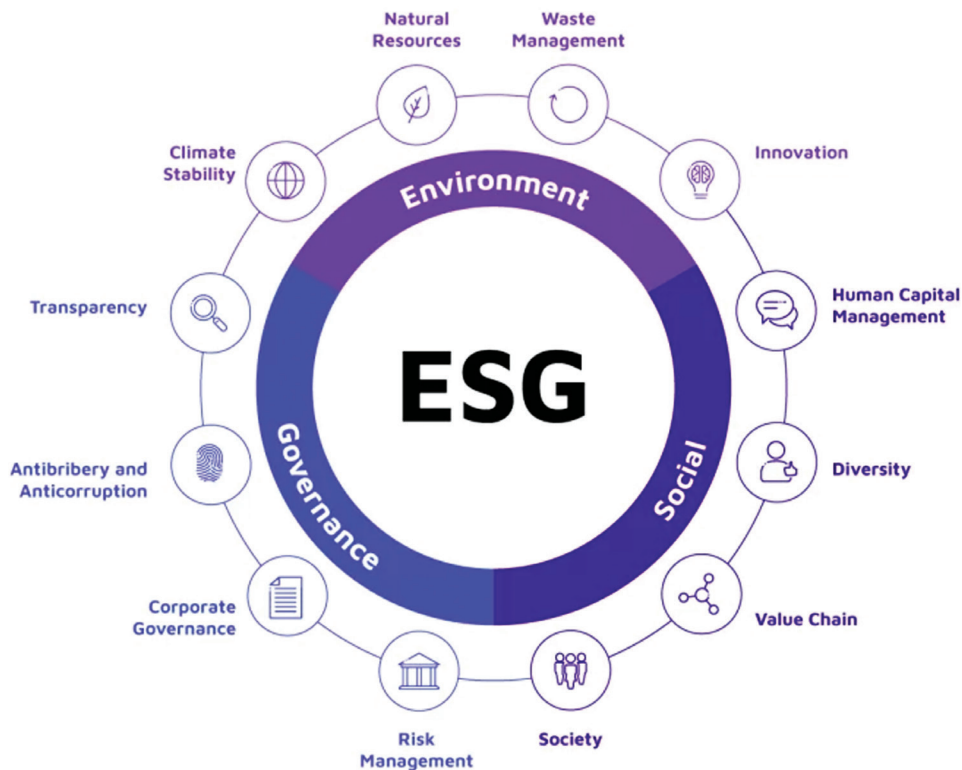 Natural
Resources
Waste
Management
Climate
Stability
Innovation
Environment
Transparency
Human Capital
Management
ESG
Governance
Social
Antibribery and
Anticorruption
Diversity
Corporate
Governance
Value Chain
Risk
Management
Society